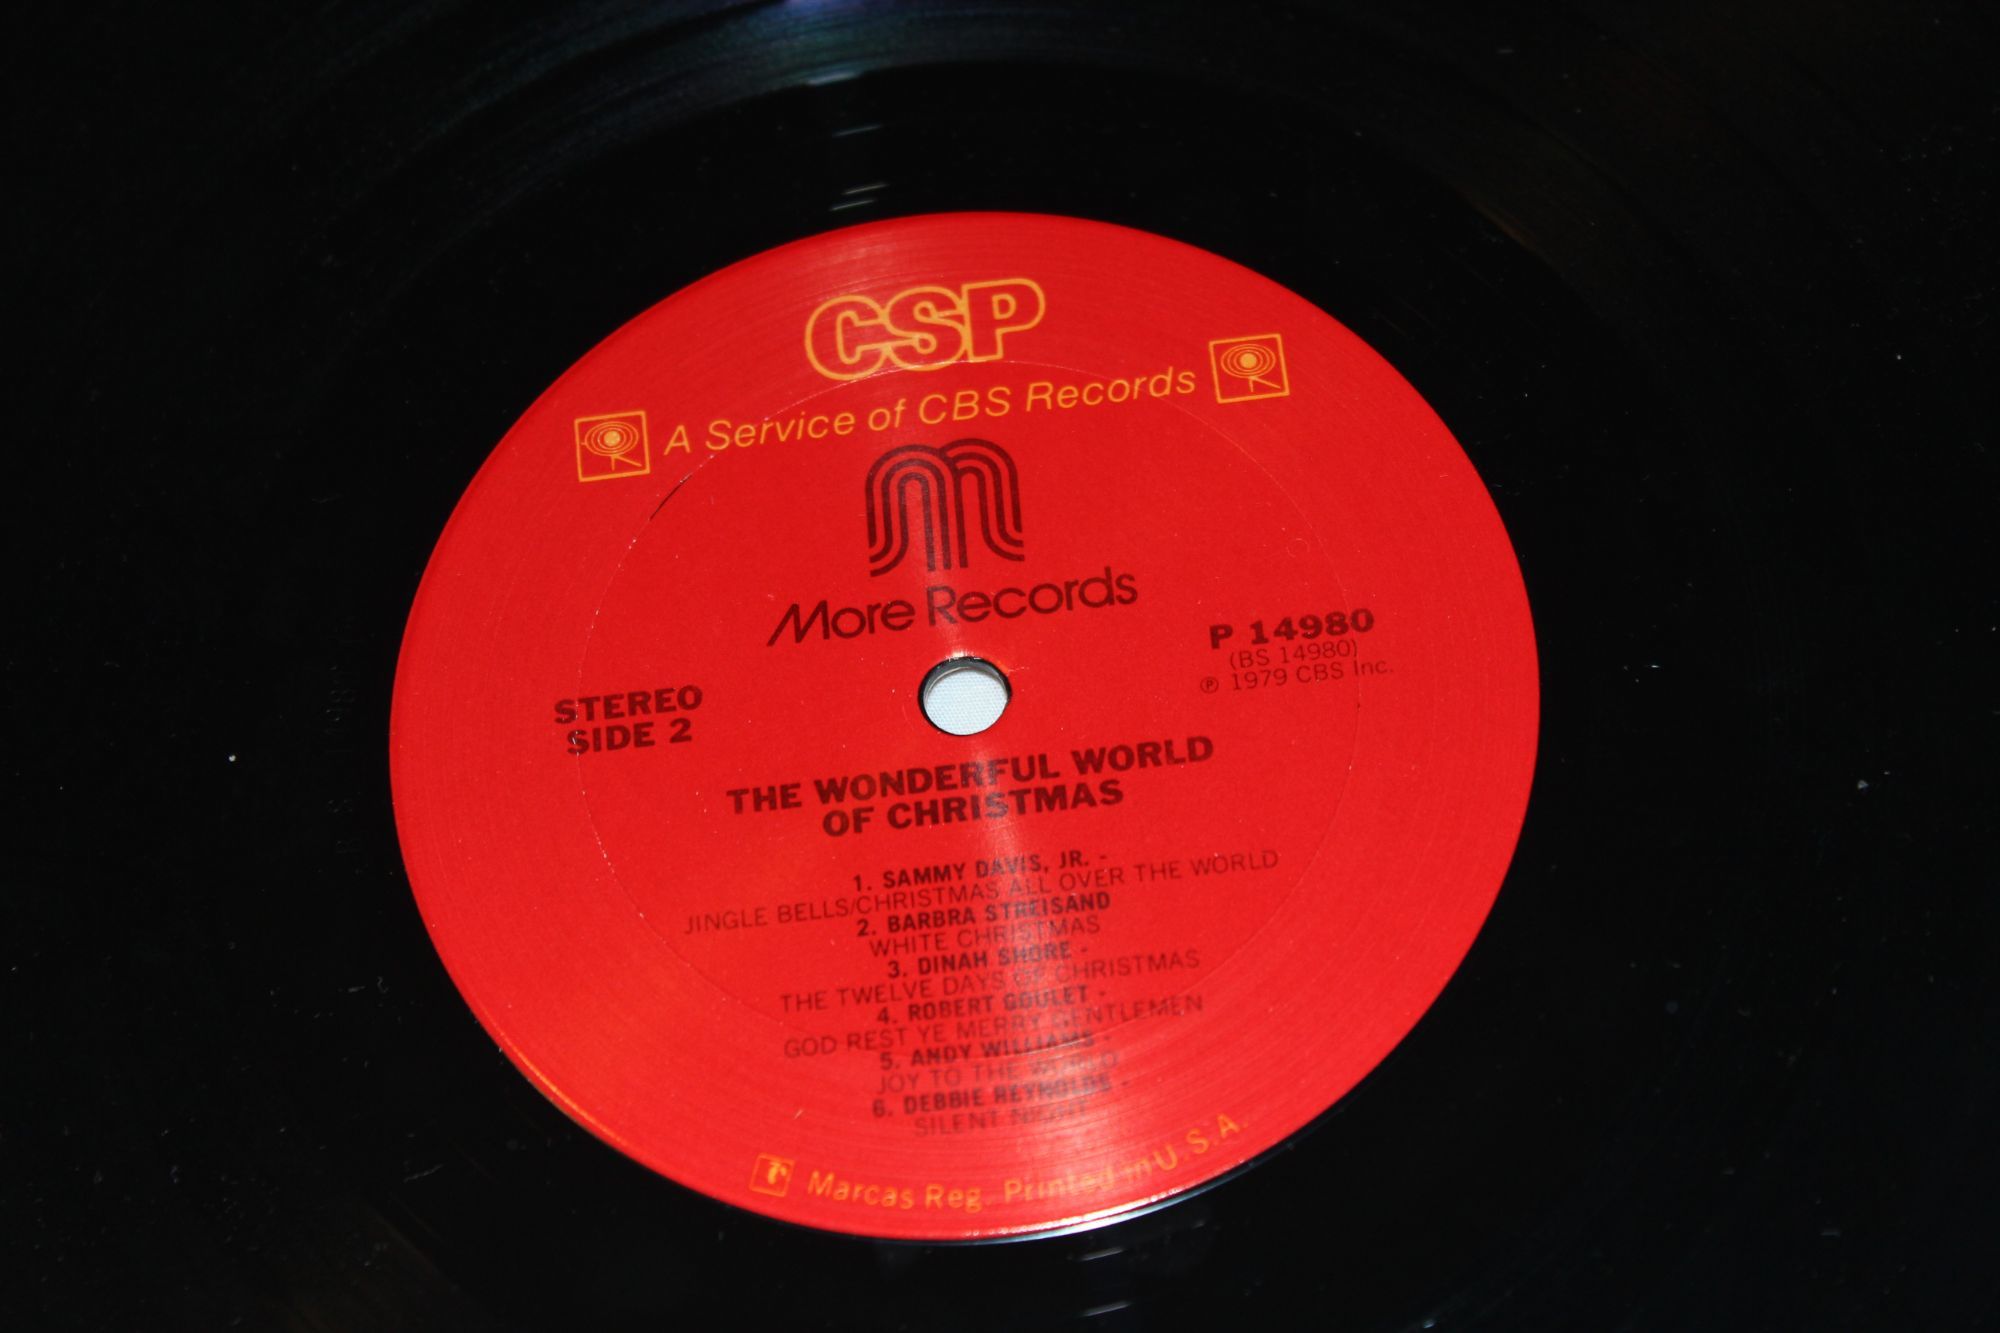 CSP
A Service of CBS Records
More Records
P 14980
(BS 14980)
℗ 1979 CBS Inc.
STEREO
SIDE 2
THE WONDERFUL WORLD
OF CHRISTMAS
1. SAMMY DAVIS, JR. -
JINGLE BELLS/CHRISTMAS ALL OVER THE WORLD
2. BARBRA STREISAND
WHITE CHRISTMAS
3. DINAH SHORE -
THE TWELVE DAYS OF CHRISTMAS
4. ROBERT GOULET -
GOD REST YE MERRY GENTLEMEN
5. ANDY WILLIAMS -
JOY TO THE WORLD
6. DEBBIE REYNOLDS -
SILENT NIGHT
Marcas Reg. Printed in U.S.A.